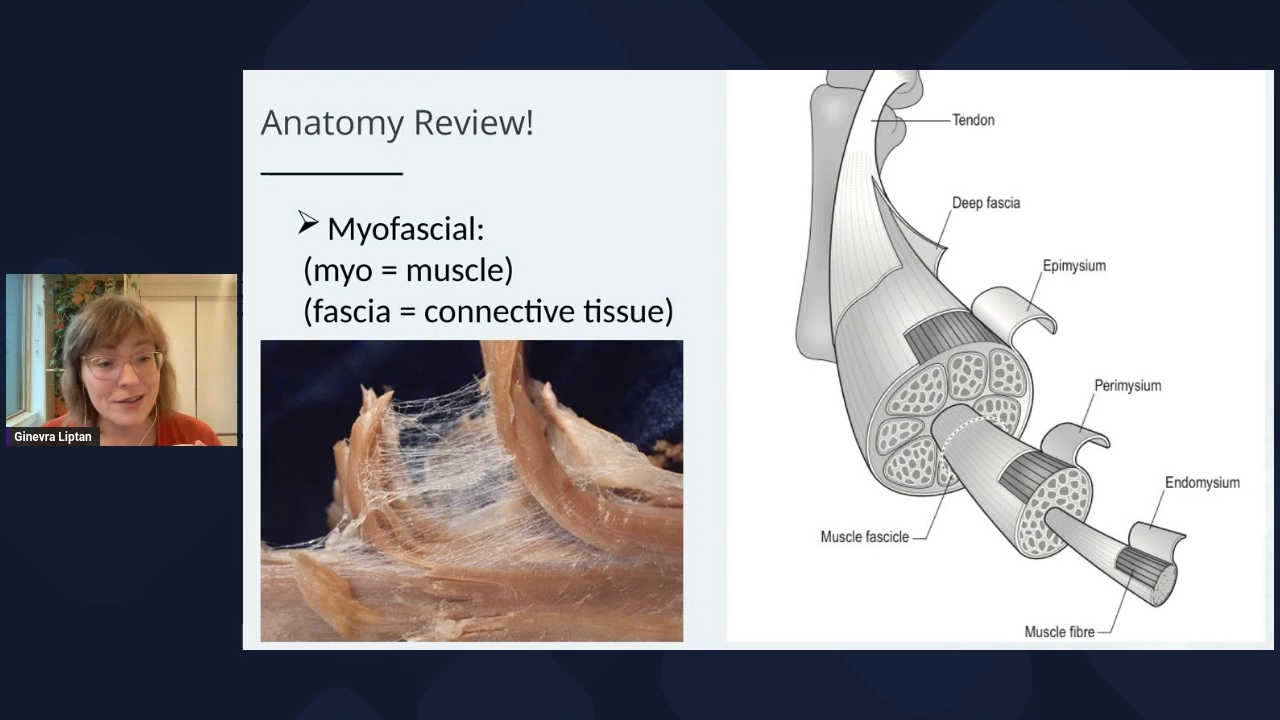 Anatomy Review!
Myofascial:
(myo = muscle)
(fascia = connective tissue)
Ginevra Liptan
Tendon
Deep fascia
Epimysium
Perimysium
Endomysium
Muscle fascicle
Muscle fibre